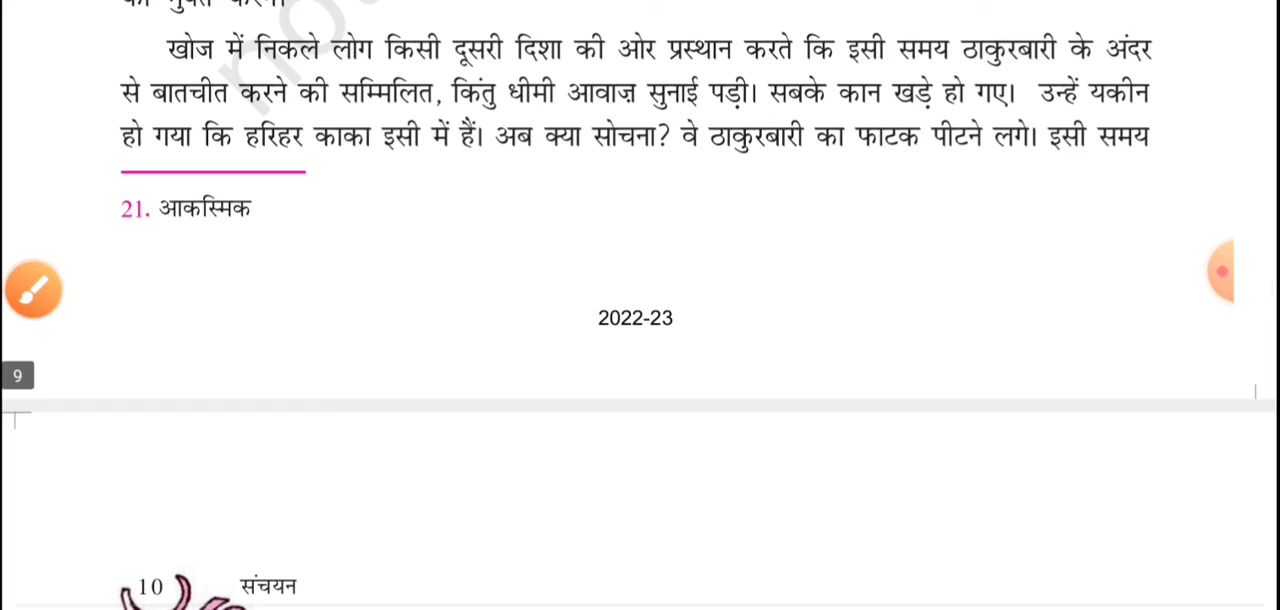 खोज में निकले लोग किसी दूसरी दिशा की ओर प्रस्थान करते कि इसी समय ठाकुरबारी के अंदर
से बातचीत करने की सम्मिलित, किंतु धीमी आवाज़ सुनाई पड़ी। सबके कान खड़े हो गए। उन्हें यकीन
हो गया कि हरिहर काका इसी में हैं। अब क्या सोचना? वे ठाकुरबारी का फाटक पीटने लगे। इसी समय
21. आकस्मिक
2022-23
9
10 संचयन